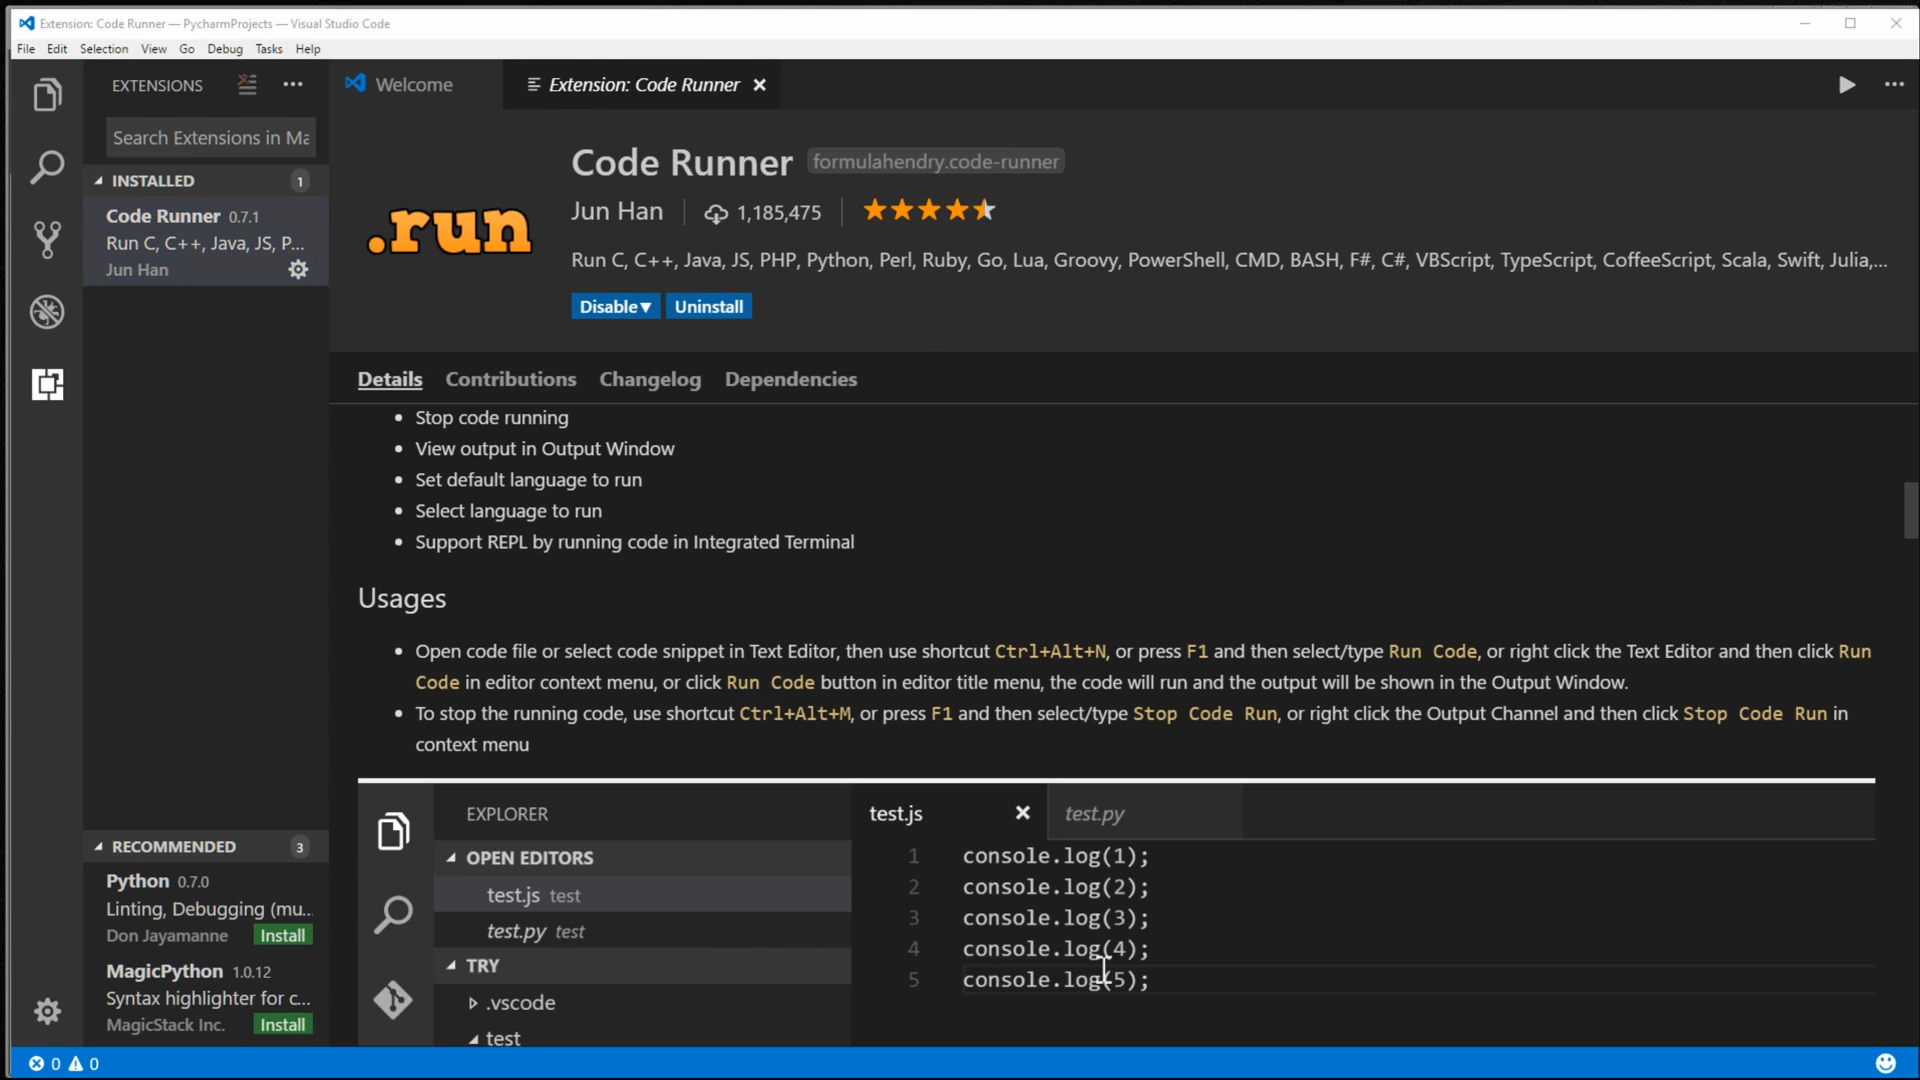 Extension: Code Runner — PycharmProjects — Visual Studio Code
File Edit Selection View Go Debug Tasks Help
EXTENSIONS
Welcome
Extension: Code Runner
Search Extensions in Ma
INSTALLED 1
Code Runner 0.7.1
Run C, C++, Java, JS, P...
Jun Han
.run
Code Runner formulahendry.code-runner
Jun Han 1,185,475
Run C, C++, Java, JS, PHP, Python, Perl, Ruby, Go, Lua, Groovy, PowerShell, CMD, BASH, F#, C#, VBScript, TypeScript, CoffeeScript, Scala, Swift, Julia,...
Disable▼ Uninstall
Details Contributions Changelog Dependencies
• Stop code running
• View output in Output Window
• Set default language to run
• Select language to run
• Support REPL by running code in Integrated Terminal
Usages
• Open code file or select code snippet in Text Editor, then use shortcut Ctrl+Alt+N, or press F1 and then select/type Run Code, or right click the Text Editor and then click Run
Code in editor context menu, or click Run Code button in editor title menu, the code will run and the output will be shown in the Output Window.
• To stop the running code, use shortcut Ctrl+Alt+M, or press F1 and then select/type Stop Code Run, or right click the Output Channel and then click Stop Code Run in
context menu
EXPLORER
OPEN EDITORS
test.js test
test.py test
TRY
.vscode
test
test.js
test.py
1 console.log(1);
2 console.log(2);
3 console.log(3);
4 console.log(4);
5 console.log(5);
RECOMMENDED 3
Python 0.7.0
Linting, Debugging (mu...
Don Jayamanne Install
MagicPython 1.0.12
Syntax highlighter for c...
MagicStack Inc. Install
0 0